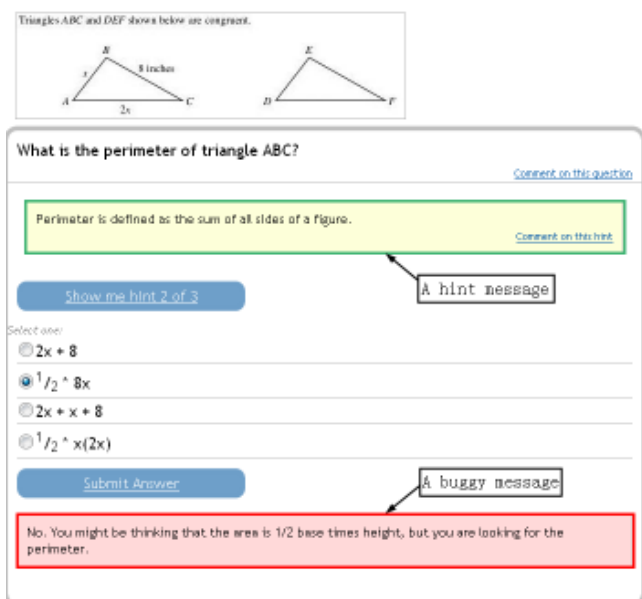 Triangles ABC and DEF shown below are congruent.
B
x
8 inches
A
C
2x
E
D
F
What is the perimeter of triangle ABC?
Comment on this question
Perimeter is defined as the sum of all sides of a figure.
Comment on this hint
A hint message
Show me hint 2 of 3
Select one:
2x + 8
1/2 * 8x
2x + x + 8
1/2 * x(2x)
Submit Answer
A buggy message
No. You might be thinking that the area is 1/2 base times height, but you are looking for the
perimeter.